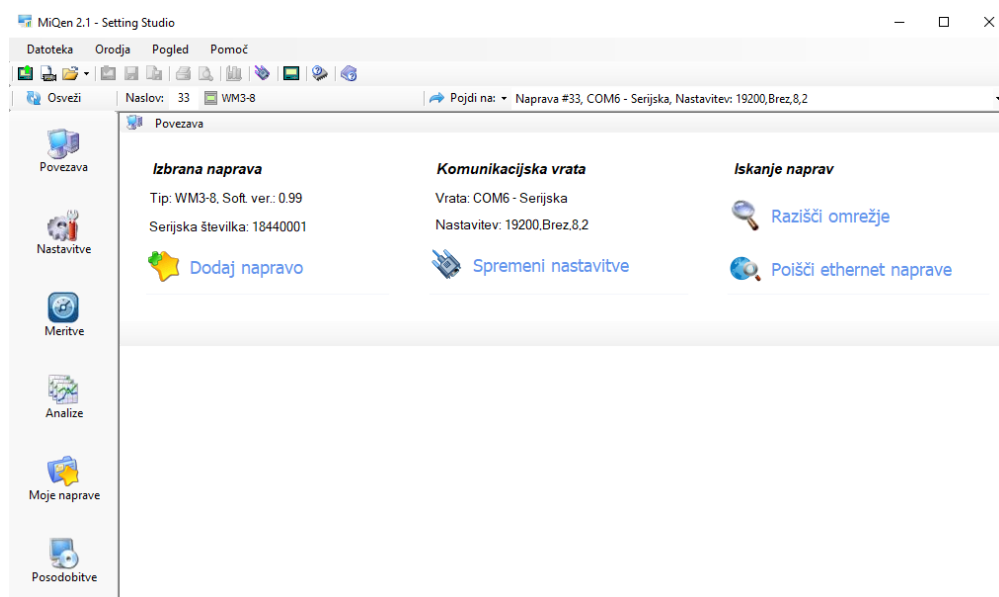 MiQen 2.1 - Setting Studio
Datoteka Orodja Pogled Pomoč
Osveži Naslov: 33 WM3-8 Pojdi na: Naprava #33, COM6 - Serijska, Nastavitev: 19200,Brez,8,2
Povezava
Povezava
Nastavitve
Meritve
Analize
Moje naprave
Posodobitve
Izbrana naprava
Tip: WM3-8, Soft. ver.: 0.99
Serijska številka: 18440001
Dodaj napravo
Komunikacijska vrata
Vrata: COM6 - Serijska
Nastavitev: 19200,Brez,8,2
Spremeni nastavitve
Iskanje naprav
Razišči omrežje
Poišči ethernet naprave